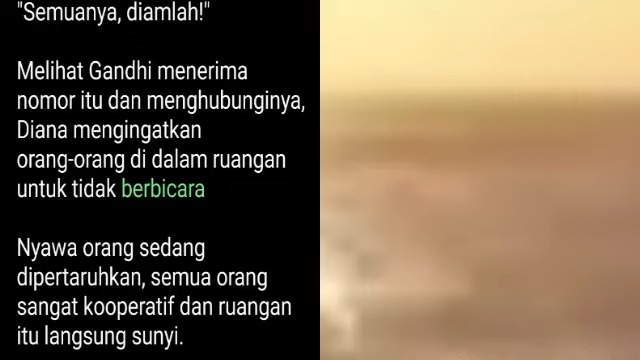 "Semuanya, diamlah!"
Melihat Gandhi menerima
nomor itu dan menghubunginya,
Diana mengingatkan
orang-orang di dalam ruangan
untuk tidak berbicara
Nyawa orang sedang
dipertaruhkan, semua orang
sangat kooperatif dan ruangan
itu langsung sunyi.